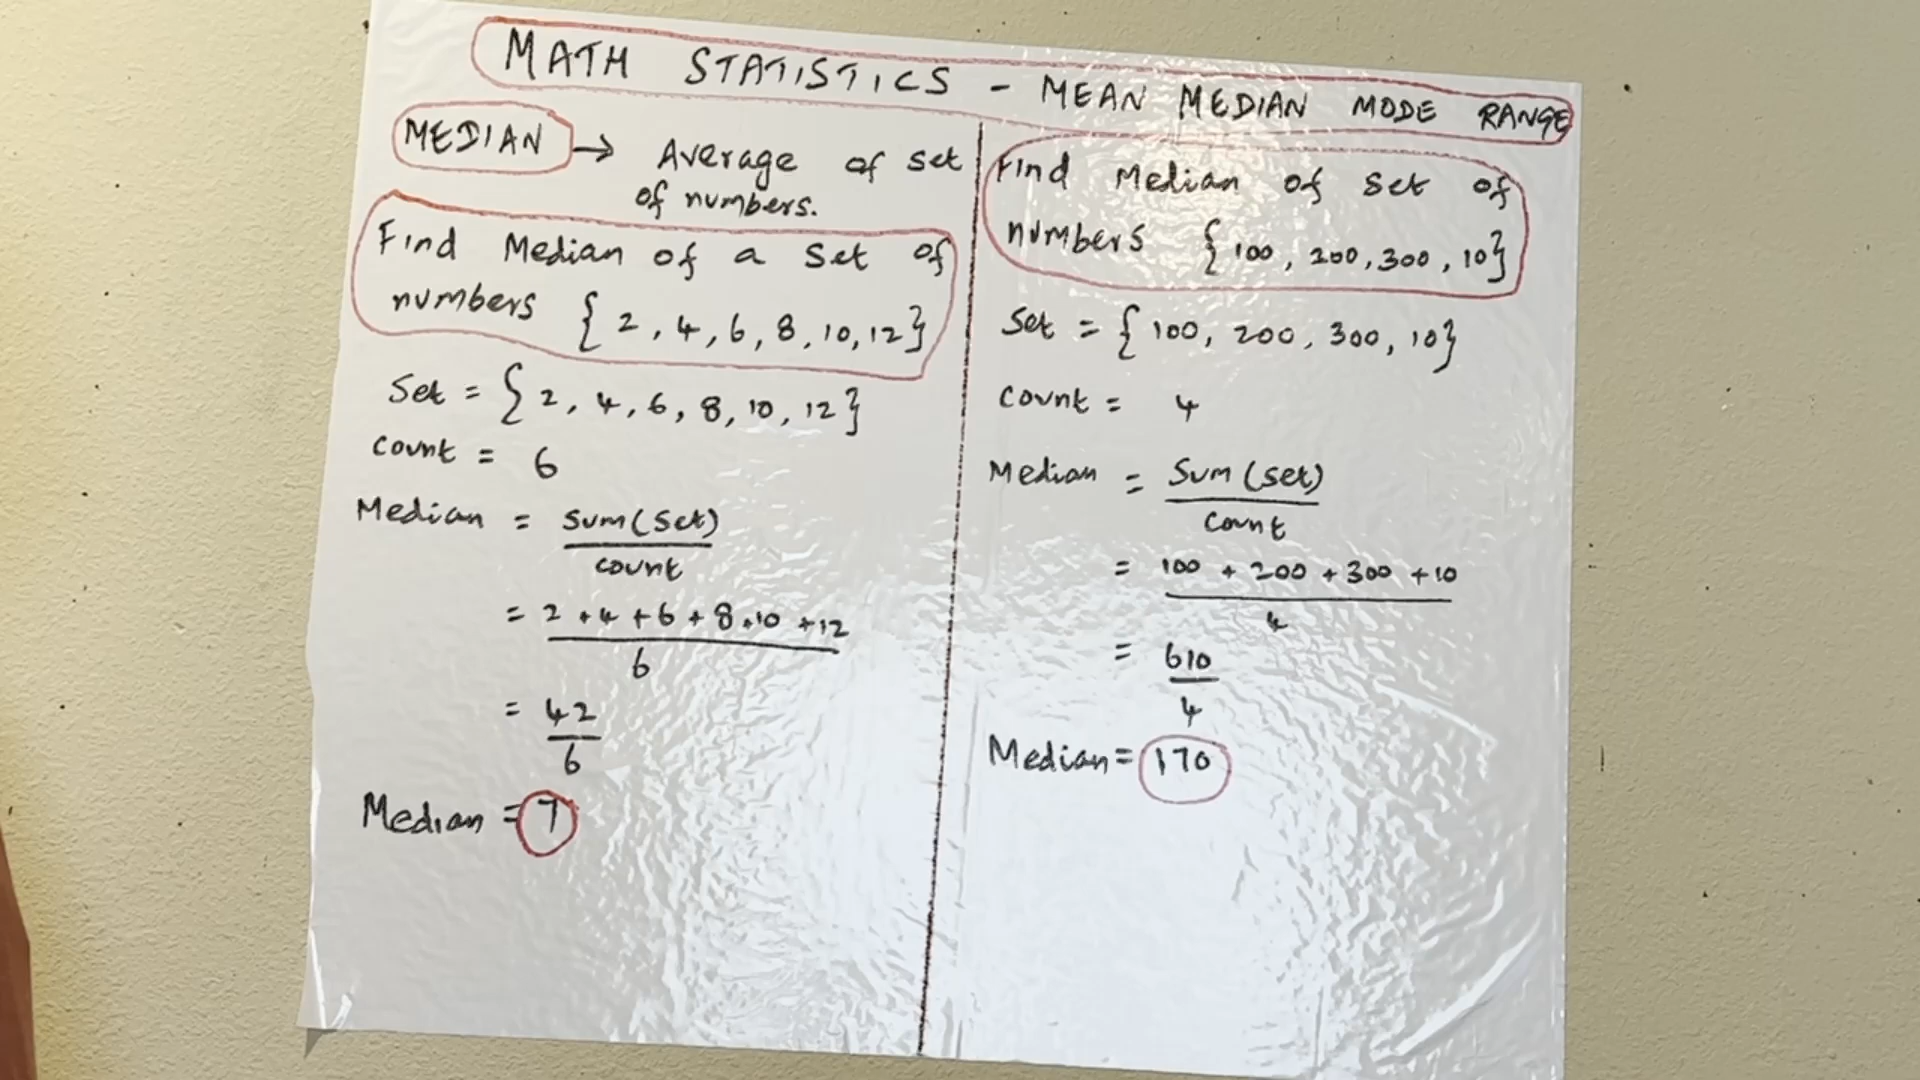 MATH STATISTICS - MEAN MEDIAN MODE RANGE
MEDIAN → Average of set
of numbers.
Find Median of a set of
numbers { 2, 4, 6, 8, 10, 12}
Set = { 2, 4, 6, 8, 10, 12}
count = 6
Median = sum(set)
count
= 2 + 4 + 6 + 8 + 10 + 12
6
= 42
6
Median = 7
Find Median of set of
numbers { 100, 200, 300, 10}
Set = { 100, 200, 300, 10}
count = 4
Median = Sum (set)
count
= 100 + 200 + 300 + 10
4
= 610
4
Median = 170